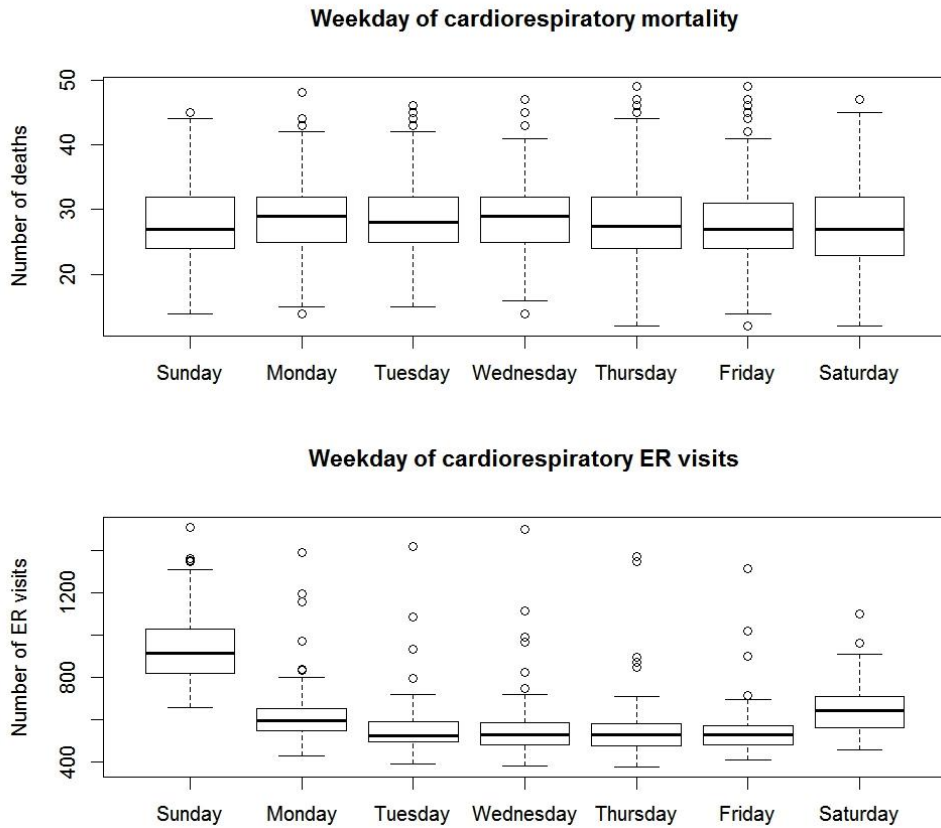 Weekday of cardiorespiratory mortality
Number of deaths
50
40
30
20
Sunday Monday Tuesday Wednesday Thursday Friday Saturday
Weekday of cardiorespiratory ER visits
Number of ER visits
1200
800
400
Sunday Monday Tuesday Wednesday Thursday Friday Saturday